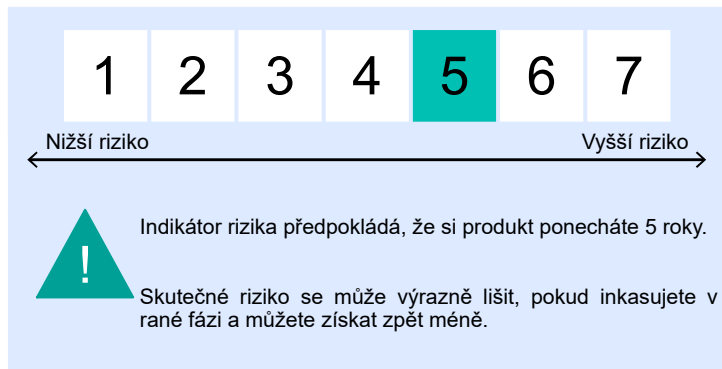 1 2 3 4 5 6 7
Nižší riziko Vyšší riziko
!
Indikátor rizika předpokládá, že si produkt ponecháte 5 roky.
Skutečné riziko se může výrazně lišit, pokud inkasujete v
rané fázi a můžete získat zpět méně.